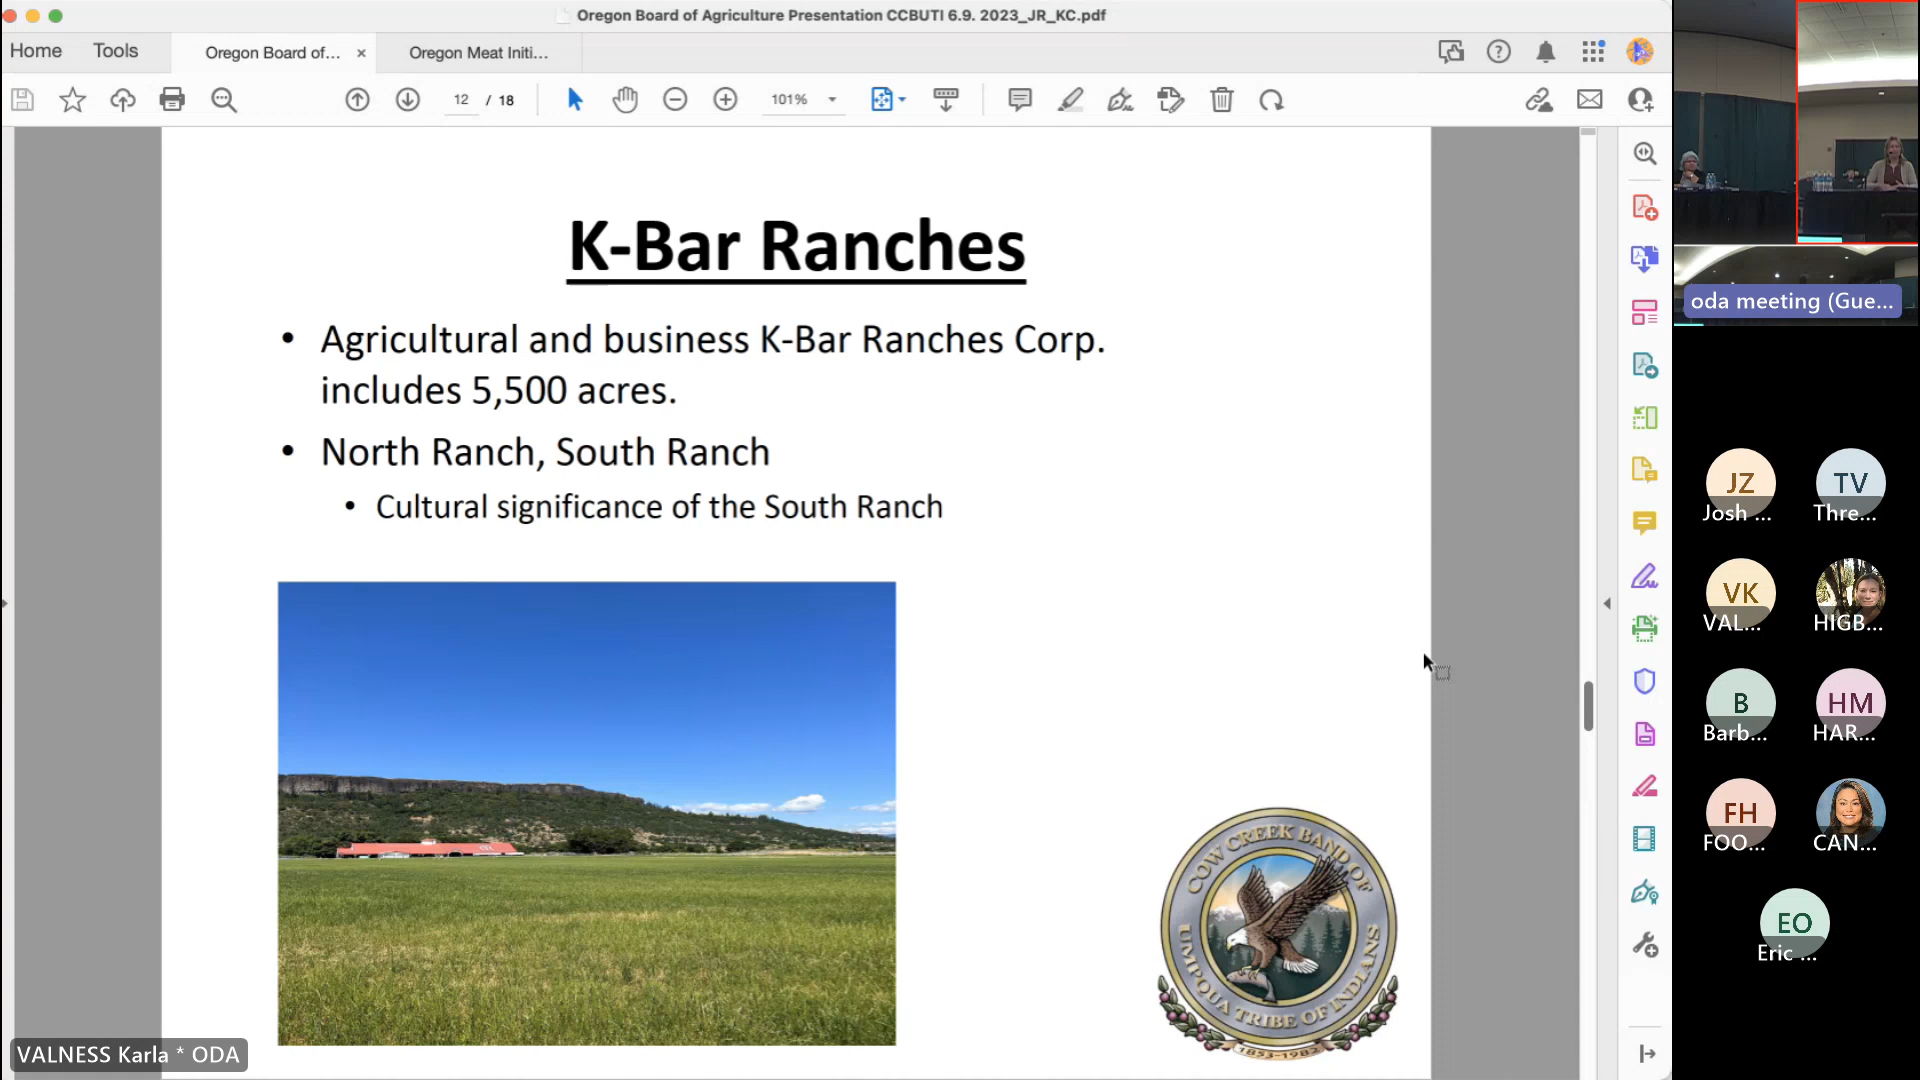 Oregon Board of Agriculture Presentation CCBUTI 6.9. 2023_JR_KC.pdf
Home
Tools
Oregon Board of...
Oregon Meat Initi...
12 / 18
101%
K-Bar Ranches
• Agricultural and business K-Bar Ranches Corp.
includes 5,500 acres.
• North Ranch, South Ranch
• Cultural significance of the South Ranch
COW CREEK BAND OF
UMPQUA TRIBE OF INDIANS
1853-1982
VALNESS Karla * ODA
oda meeting (Gue...
JZ
Josh ...
TV
Thre...
VK
VAL...
HIGB...
B
Barb...
HM
HAR...
FH
FOO...
CAN...
EO
Eric ...